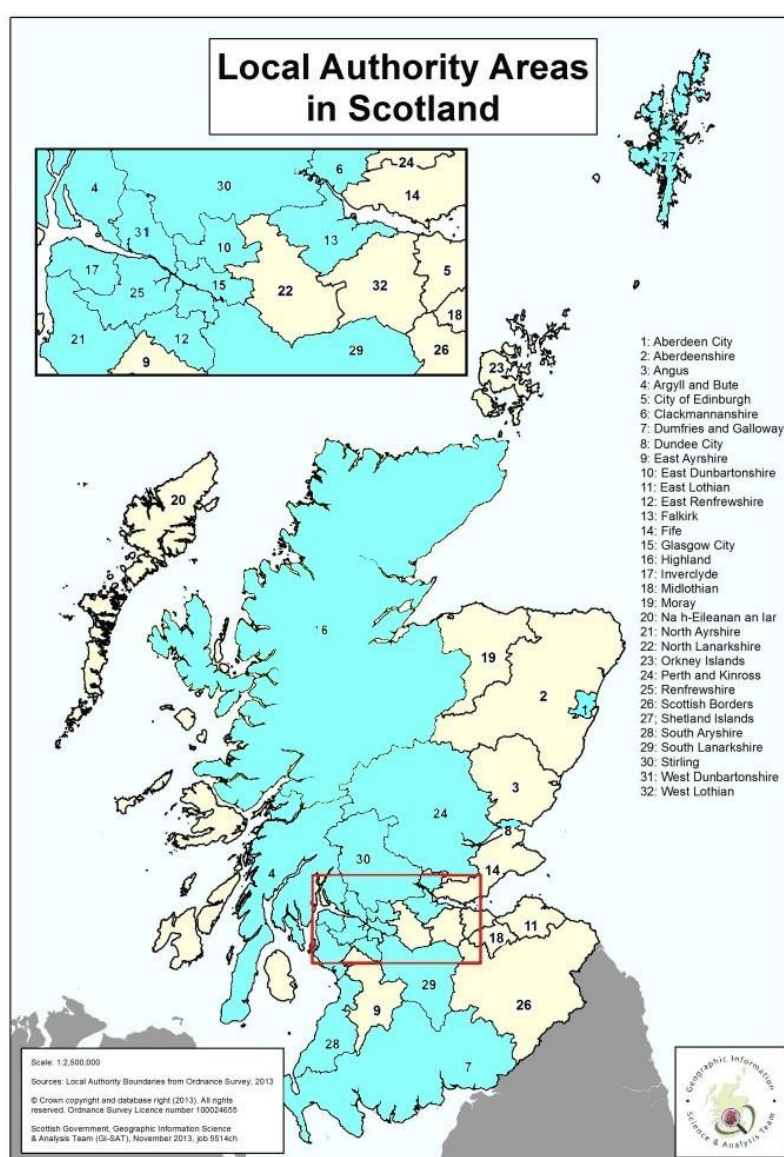 Local Authority Areas
in Scotland
27
4
30
6
24
14
31
10
13
17
25
15
22
32
5
18
21
12
9
29
26
23
1: Aberdeen City
2: Aberdeenshire
3: Angus
4: Argyll and Bute
5: City of Edinburgh
6: Clackmannanshire
7: Dumfries and Galloway
8: Dundee City
9: East Ayrshire
10: East Dunbartonshire
11: East Lothian
12: East Renfrewshire
13: Falkirk
14: Fife
15: Glasgow City
16: Highland
17: Inverclyde
18: Midlothian
19: Moray
20: Na h-Eileanan an Iar
21: North Ayrshire
22: North Lanarkshire
23: Orkney Islands
24: Perth and Kinross
25: Renfrewshire
26: Scottish Borders
27; Shetland Islands
28: South Aryshire
29: South Lanarkshire
30: Stirling
31: West Dunbartonshire
32: West Lothian
20
6
19
2
1
3
24
8
30
14
4
11
18
29
9
26
28
7
Scale: 1:2,500,000
Sources: Local Authority Boundaries from Ordnance Survey, 2013
© Crown copyright and database right (2013). All rights
reserved. Ordnance Survey Licence number 100024655
Scottish Government, Geographic Information Science
& Analysis Team (GI-SAT), November 2013, job 5514ch
Geographic Information
Science & Analysis Team